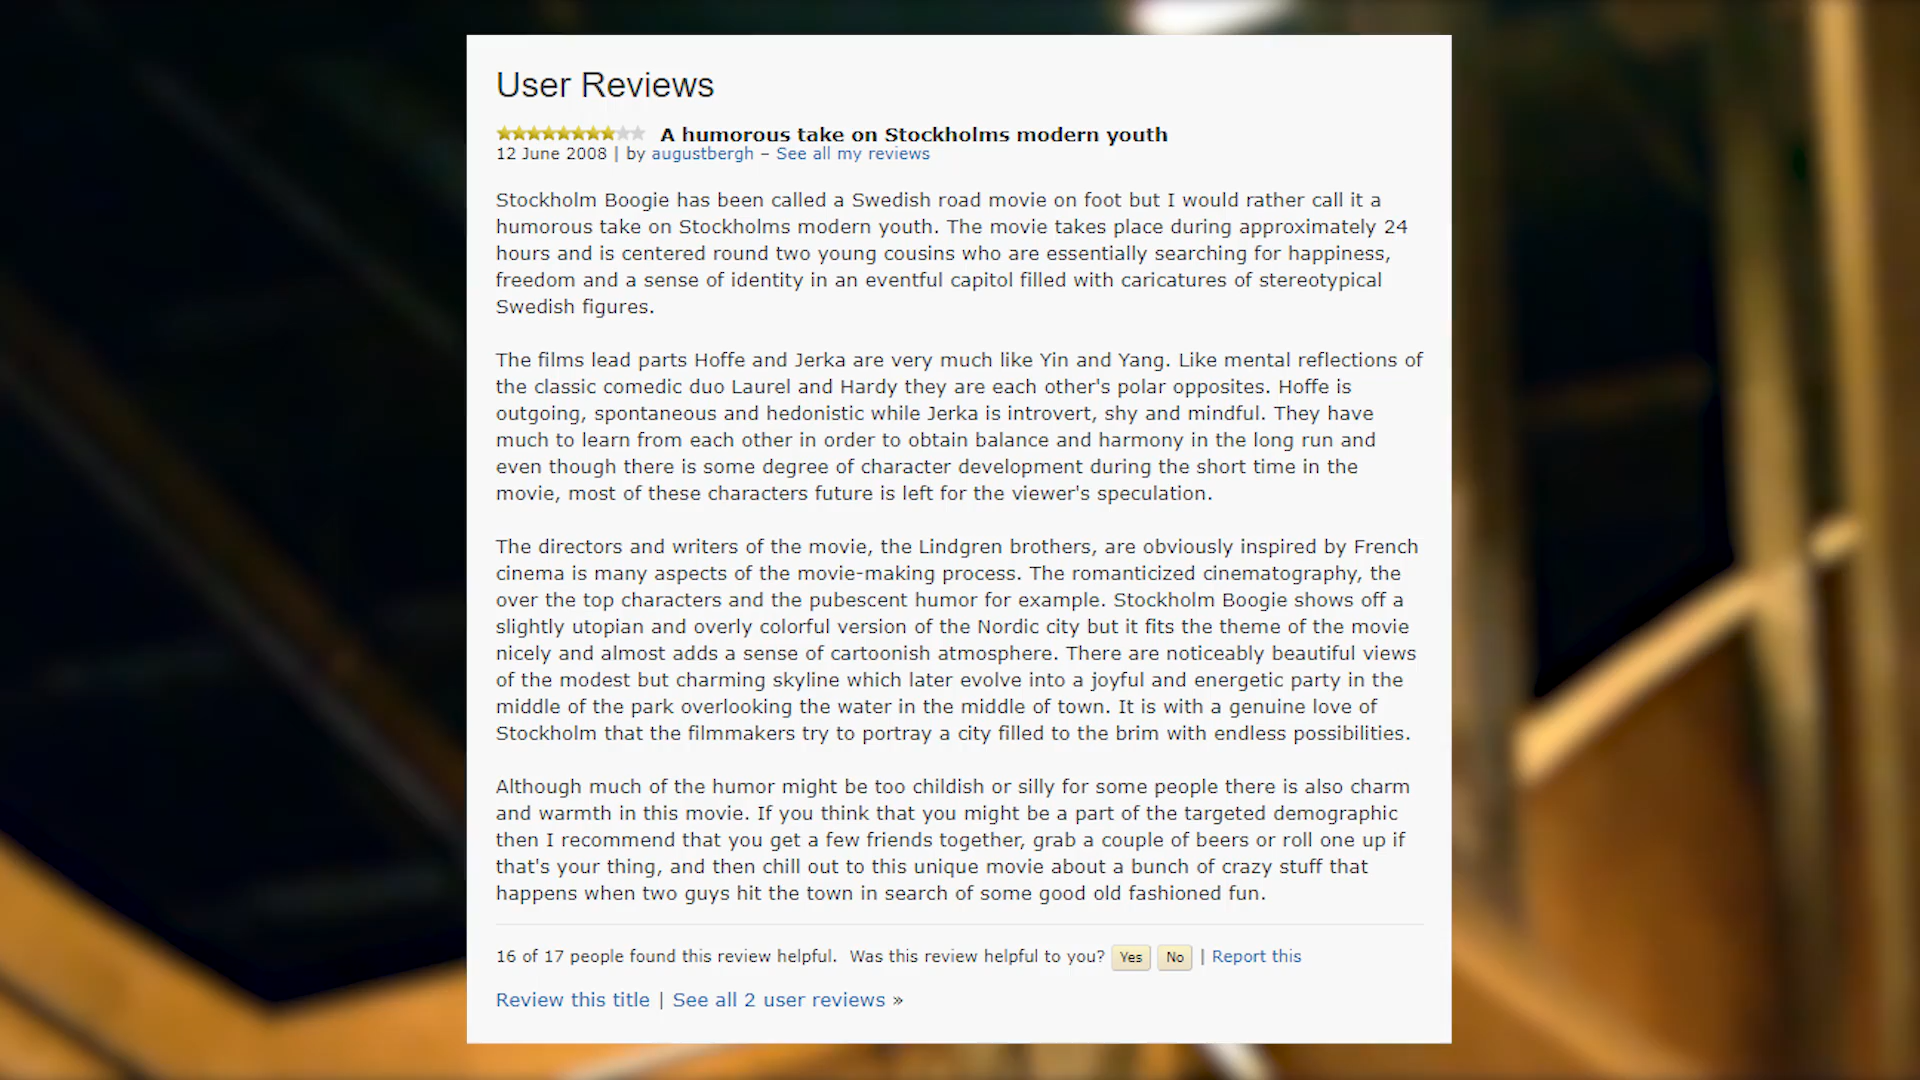 User Reviews
A humorous take on Stockholms modern youth
12 June 2008 | by augustbergh – See all my reviews
Stockholm Boogie has been called a Swedish road movie on foot but I would rather call it a
humorous take on Stockholms modern youth. The movie takes place during approximately 24
hours and is centered round two young cousins who are essentially searching for happiness,
freedom and a sense of identity in an eventful capitol filled with caricatures of stereotypical
Swedish figures.
The films lead parts Hoffe and Jerka are very much like Yin and Yang. Like mental reflections of
the classic comedic duo Laurel and Hardy they are each other's polar opposites. Hoffe is
outgoing, spontaneous and hedonistic while Jerka is introvert, shy and mindful. They have
much to learn from each other in order to obtain balance and harmony in the long run and
even though there is some degree of character development during the short time in the
movie, most of these characters future is left for the viewer's speculation.
The directors and writers of the movie, the Lindgren brothers, are obviously inspired by French
cinema is many aspects of the movie-making process. The romanticized cinematography, the
over the top characters and the pubescent humor for example. Stockholm Boogie shows off a
slightly utopian and overly colorful version of the Nordic city but it fits the theme of the movie
nicely and almost adds a sense of cartoonish atmosphere. There are noticeably beautiful views
of the modest but charming skyline which later evolve into a joyful and energetic party in the
middle of the park overlooking the water in the middle of town. It is with a genuine love of
Stockholm that the filmmakers try to portray a city filled to the brim with endless possibilities.
Although much of the humor might be too childish or silly for some people there is also charm
and warmth in this movie. If you think that you might be a part of the targeted demographic
then I recommend that you get a few friends together, grab a couple of beers or roll one up if
that's your thing, and then chill out to this unique movie about a bunch of crazy stuff that
happens when two guys hit the town in search of some good old fashioned fun.
16 of 17 people found this review helpful. Was this review helpful to you? Yes No | Report this
Review this title | See all 2 user reviews »